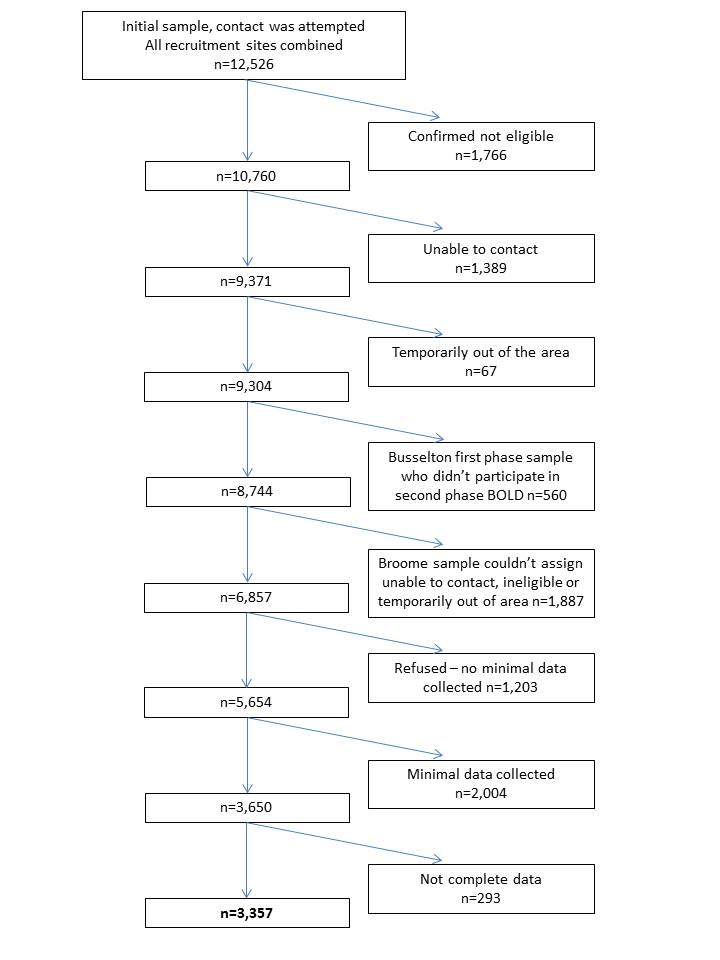 Initial sample, contact was attempted
All recruitment sites combined
n=12,526
Confirmed not eligible
n=1,766
n=10,760
Unable to contact
n=1,389
n=9,371
Temporarily out of the area
n=67
n=9,304
Busselton first phase sample
who didn't participate in
second phase BOLD n=560
n=8,744
Broome sample couldn't assign
unable to contact, ineligible or
temporarily out of area n=1,887
n=6,857
Refused – no minimal data
collected n=1,203
n=5,654
Minimal data collected
n=2,004
n=3,650
Not complete data
n=293
n=3,357